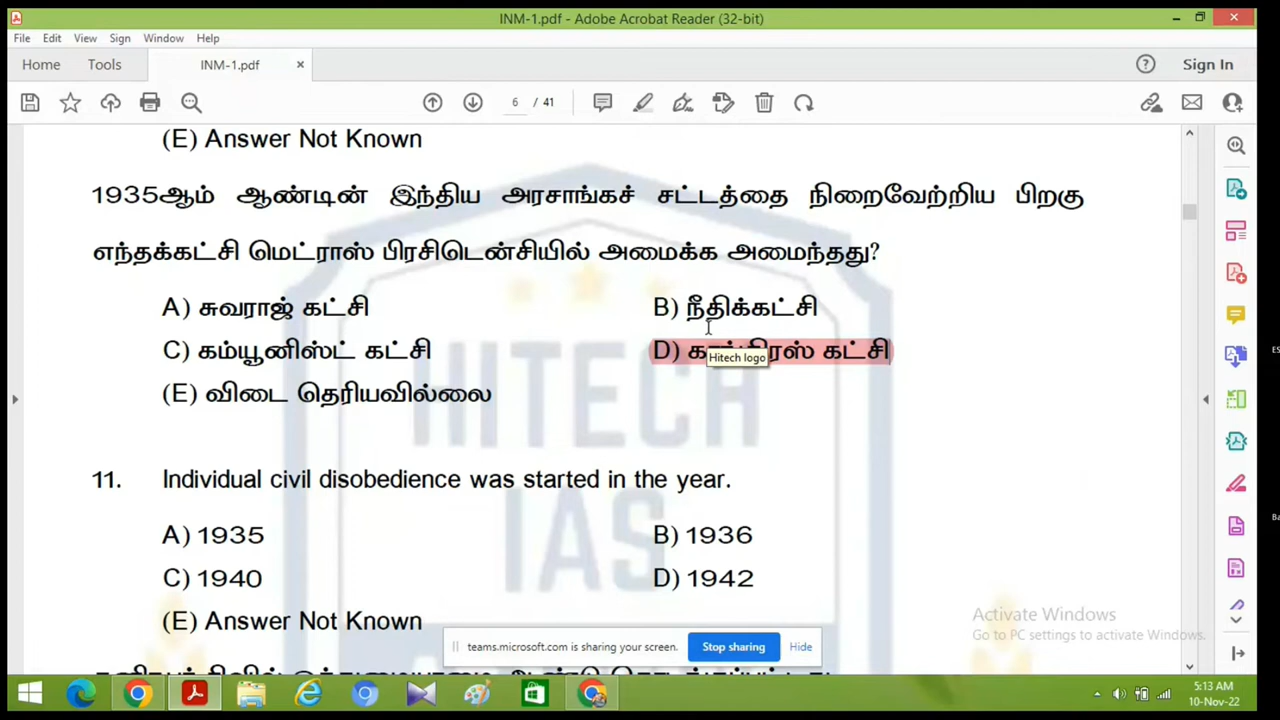 INM-1.pdf - Adobe Acrobat Reader (32-bit)
File Edit View Sign Window Help
Home Tools INM-1.pdf × Sign In
6 / 41
(E) Answer Not Known
1935ஆம் ஆண்டின் இந்திய அரசாங்கச் சட்டத்தை நிறைவேற்றிய பிறகு
எந்தக்கட்சி மெட்ராஸ் பிரசிடென்சியில் அமைக்க அமைந்தது?
A) சுவராஜ் கட்சி B) நீதிக்கட்சி
C) கம்யூனிஸ்ட் கட்சி D) கட்சி
Hitech logo
(E) விடை தெரியவில்லை
HITECH
IAS
11. Individual civil disobedience was started in the year.
A) 1935 B) 1936
C) 1940 D) 1942
(E) Answer Not Known
Activate Windows
Go to PC settings to activate Windows.
teams.microsoft.com is sharing your screen. Stop sharing Hide
5:13 AM
10-Nov-22